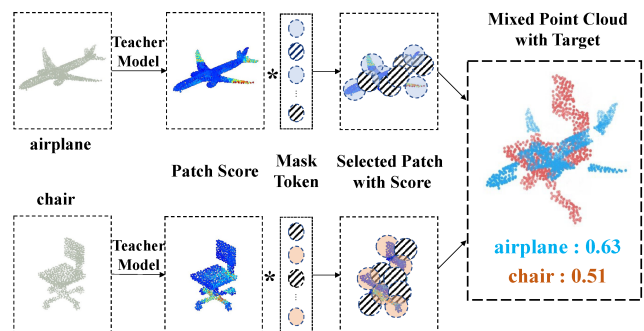 Mixed Point Cloud
with Target
Teacher
Model
*
airplane
Patch Score
Mask
Token
Selected Patch
with Score
chair
Teacher
Model
*
airplane : 0.63
chair : 0.51